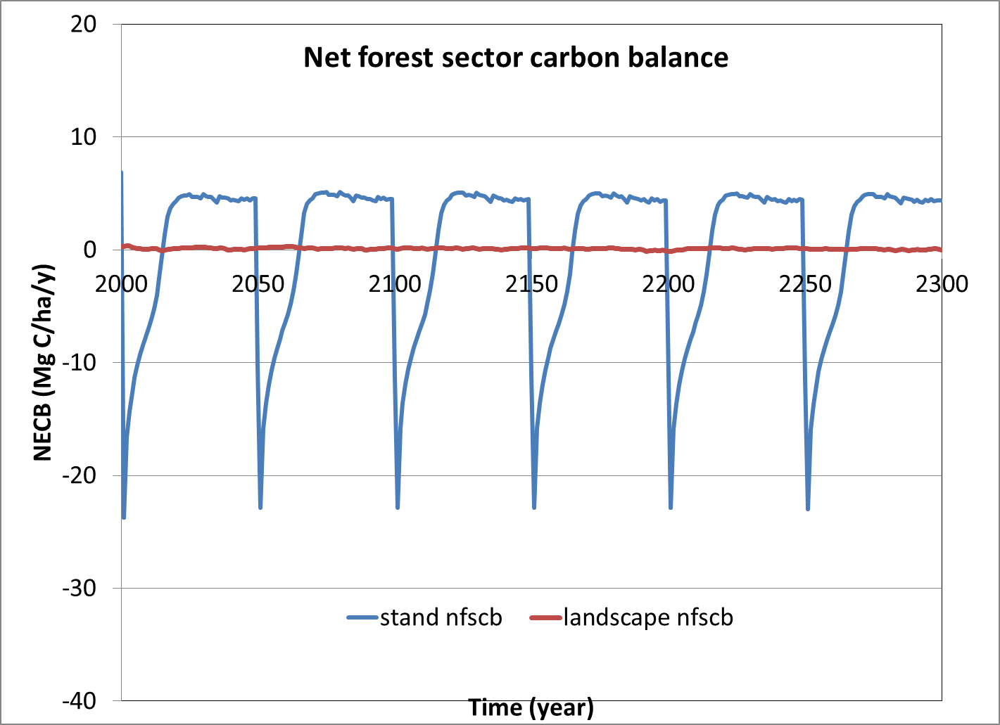 Net forest sector carbon balance
20
10
0
-10
-20
-30
-40
NECB (Mg C/ha/y)
2000 2050 2100 2150 2200 2250 2300
stand nfscb landscape nfscb
Time (year)